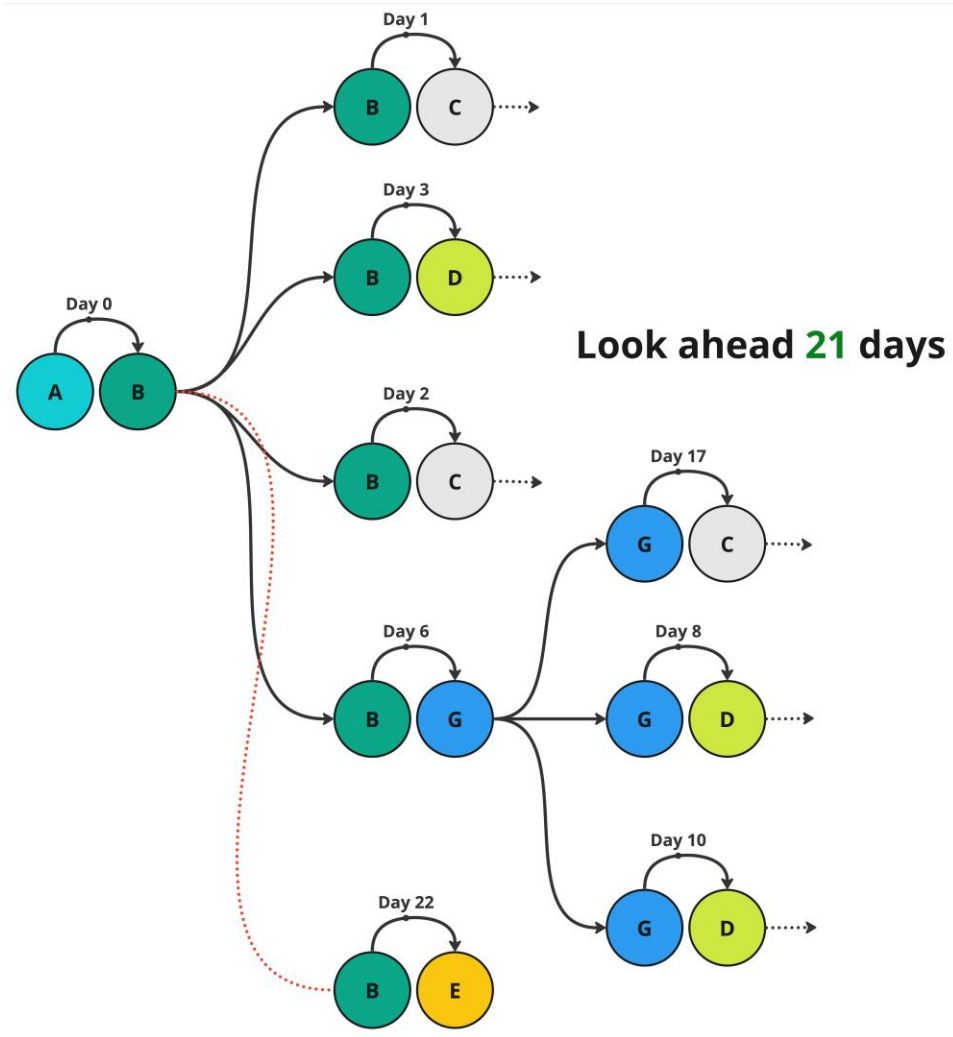 Day 1
B C
Day 3
B D
Day 0
A B
Look ahead 21 days
Day 2
B C
Day 17
G C
Day 6
B G
Day 8
G D
Day 10
G D
Day 22
B E